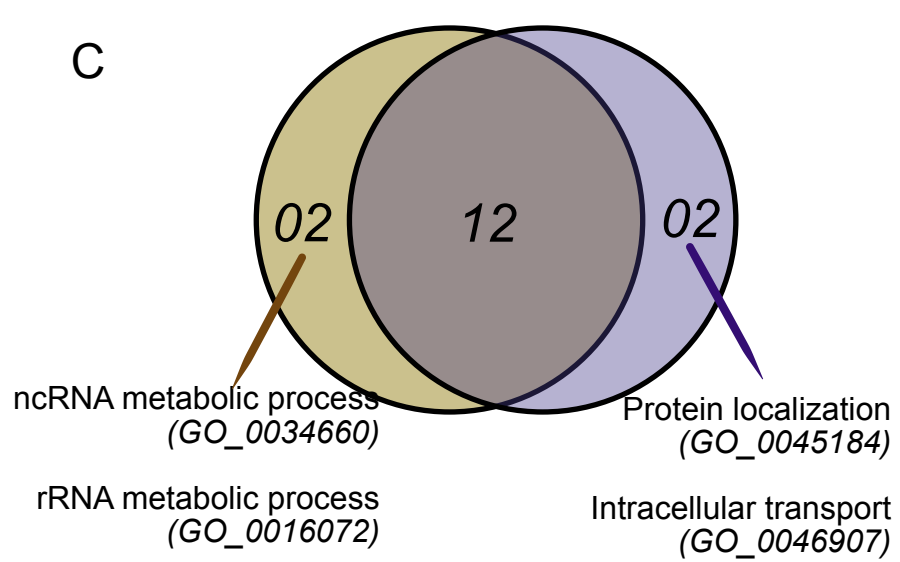 C
02
12
02
ncRNA metabolic process
(GO_0034660)
rRNA metabolic process
(GO_0016072)
Protein localization
(GO_0045184)
Intracellular transport
(GO_0046907)